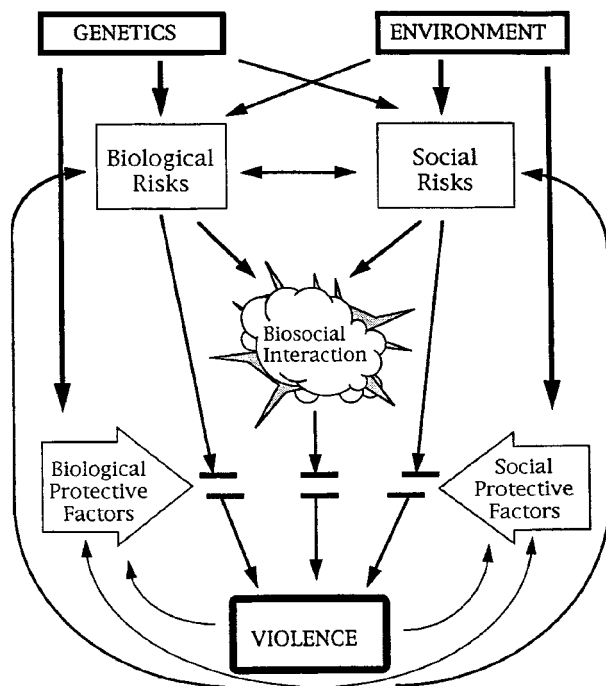 GENETICS
ENVIRONMENT
Biological
Risks
Social
Risks
Biosocial
Interaction
Biological
Protective
Factors
Social
Protective
Factors
VIOLENCE